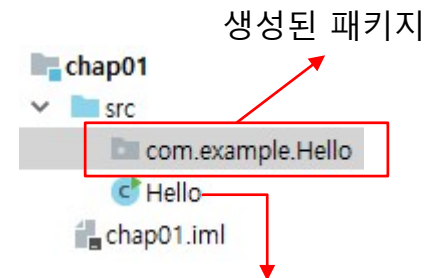 생성된 패키지
chap01
src
com.example.Hello
Hello
chap01.iml